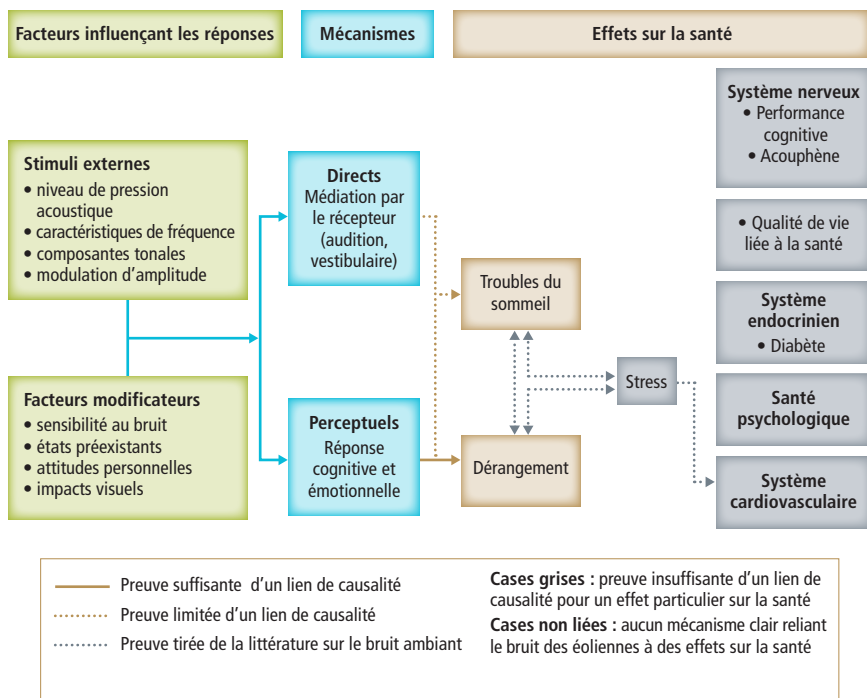 Facteurs influençant les réponses
Mécanismes
Effets sur la santé
Stimuli externes
• niveau de pression
acoustique
• caractéristiques de fréquence
• composantes tonales
• modulation d'amplitude
Facteurs modificateurs
• sensibilité au bruit
• états préexistants
• attitudes personnelles
• impacts visuels
Directs
Médiation par
le récepteur
(audition,
vestibulaire)
Perceptuels
Réponse
cognitive et
émotionnelle
Troubles du
sommeil
Dérangement
Stress
Système nerveux
• Performance
cognitive
• Acouphène
• Qualité de vie
liée à la santé
Système
endocrinien
• Diabète
Santé
psychologique
Système
cardiovasculaire
Preuve suffisante d'un lien de causalité
Preuve limitée d'un lien de causalité
Preuve tirée de la littérature sur le bruit ambiant
Cases grises : preuve insuffisante d'un lien de
causalité pour un effet particulier sur la santé
Cases non liées : aucun mécanisme clair reliant
le bruit des éoliennes à des effets sur la santé